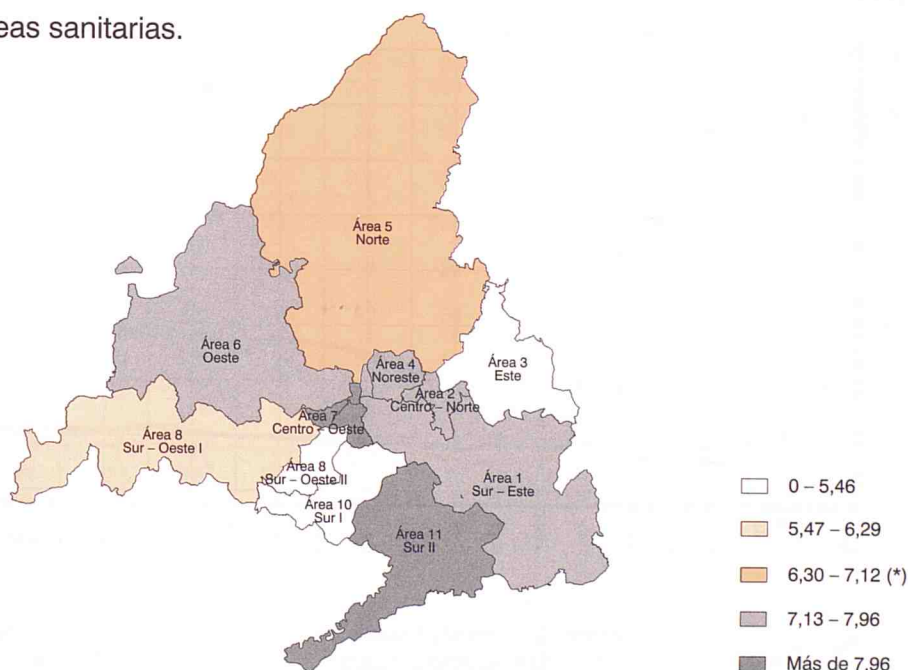 eas sanitarias.
Área 5
Norte
Área 6
Oeste
Área 4
Noreste
Área 3
Este
Área 2
Centro – Norte
Área 7
Centro – Oeste
Área 8
Sur – Oeste I
Área 8
Sur – Oeste II
Área 1
Sur – Este
Área 10
Sur I
Área 11
Sur II
0 – 5,46
5,47 – 6,29
6,30 – 7,12 (*)
7,13 – 7,96
Más de 7,96